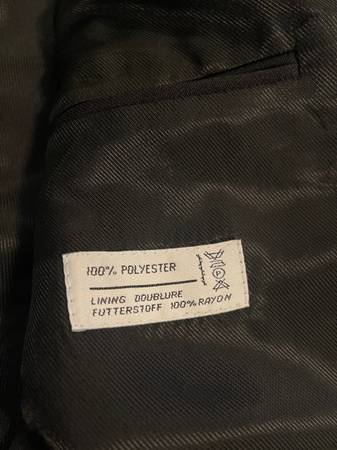 100% POLYESTER
LINING DOUBLURE
FUTTERSTOFF 100% RAYON